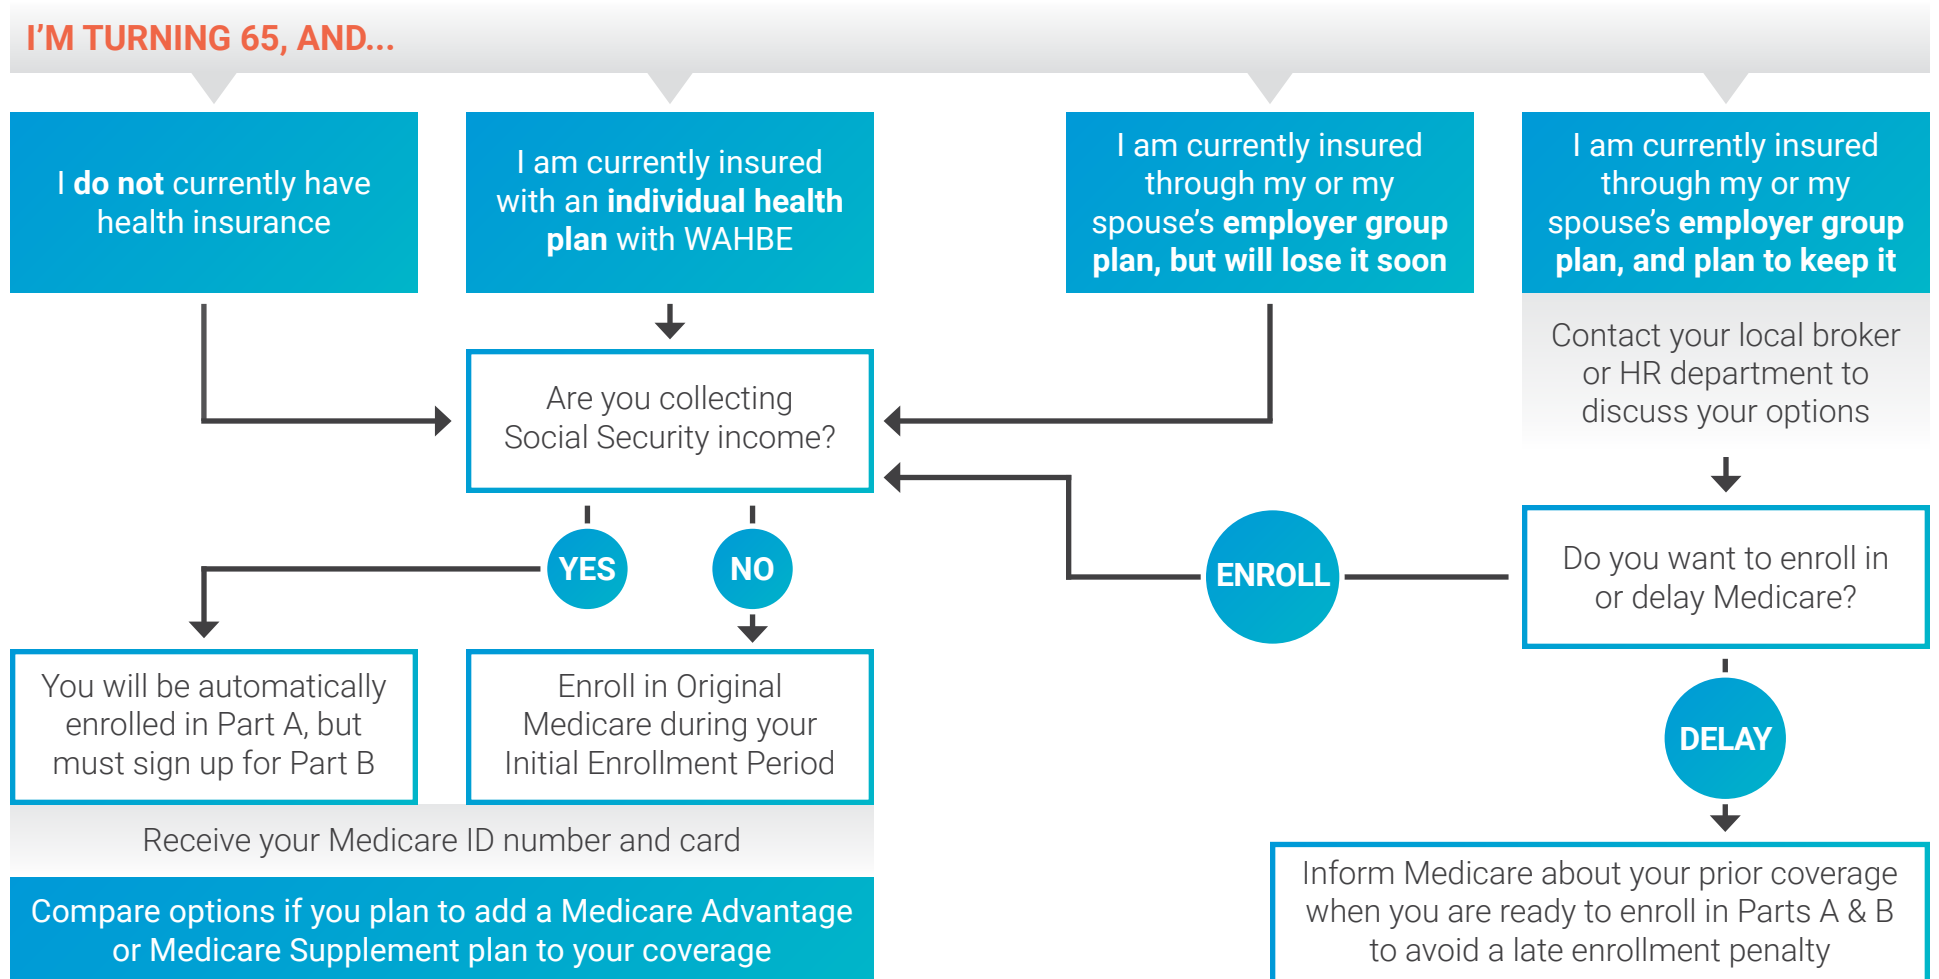 I'M TURNING 65, AND...
I do not currently have
health insurance
I am currently insured
with an individual health
plan with WAHBE
I am currently insured
through my or my
spouse's employer group
plan, but will lose it soon
I am currently insured
through my or my
spouse's employer group
plan, and plan to keep it
Contact your local broker
or HR department to
discuss your options
Are you collecting
Social Security income?
YES
NO
ENROLL
Do you want to enroll in
or delay Medicare?
DELAY
You will be automatically
enrolled in Part A, but
must sign up for Part B
Enroll in Original
Medicare during your
Initial Enrollment Period
Receive your Medicare ID number and card
Compare options if you plan to add a Medicare Advantage
or Medicare Supplement plan to your coverage
Inform Medicare about your prior coverage
when you are ready to enroll in Parts A & B
to avoid a late enrollment penalty